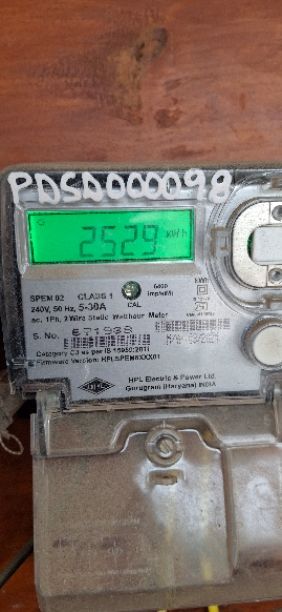 PDSD000098
2529 kWh
SPEM 02 CLASS 1
240V, 50 Hz, 5-30A CAL
ac, 1Ph, 2 Wire Static Watthour Meter
S. No. 671938
Category C3 as per IS 15959:2011
HPL Electric & Power Ltd.
Gurugram (Haryana) INDIA